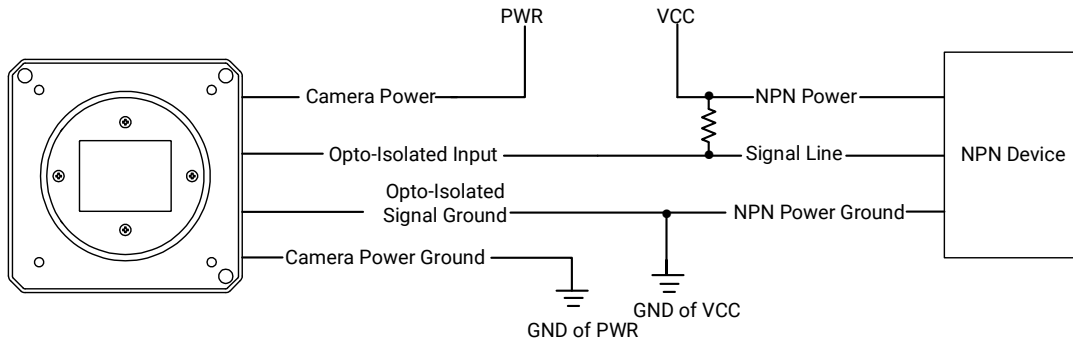 PWR
VCC
Camera Power
NPN Power
Opto-Isolated Input
Signal Line
NPN Device
Opto-Isolated
Signal Ground
NPN Power Ground
Camera Power Ground
GND of VCC
GND of PWR